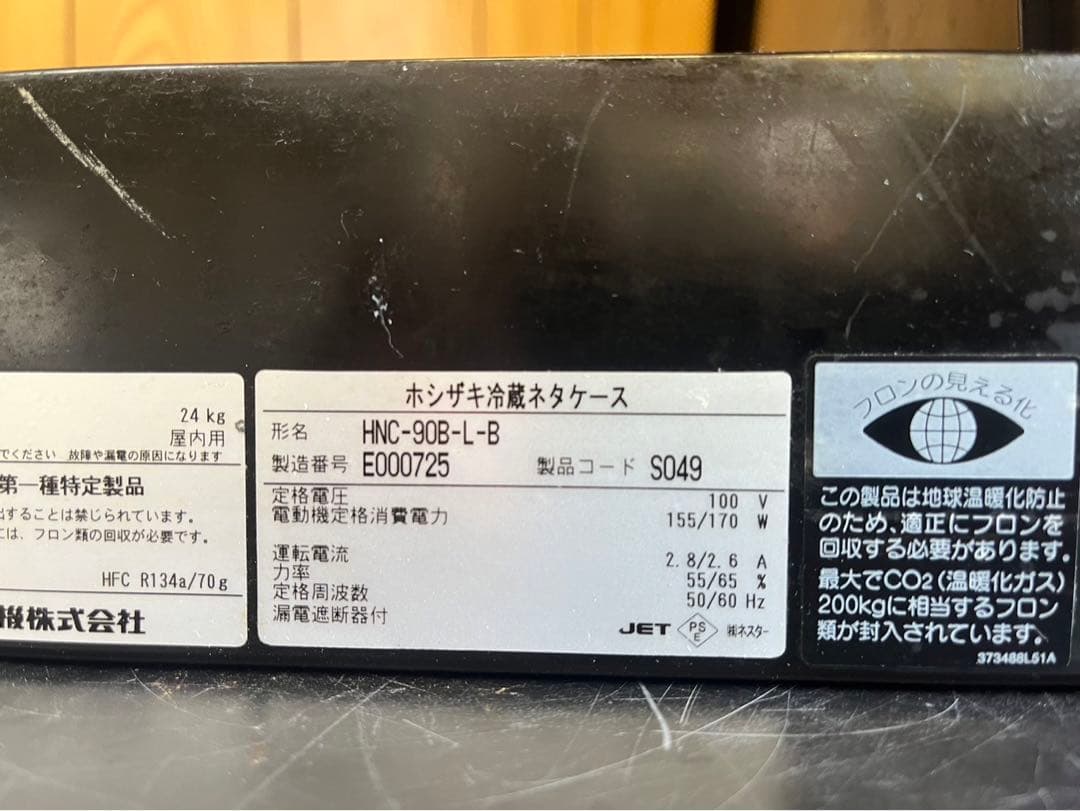 24 kg
屋内用
でください 故障や漏電の原因になります
第一種特定製品
出することは禁じられています。
には、フロン類の回収が必要です。
HFC R134a/70g
機株式会社
ホシザキ冷蔵ネタケース
形名 HNC-90B-L-B
製造番号 E000725 製品コード S049
定格電圧 100 V
電動機定格消費電力 155/170 W
運転電流 2.8/2.6 A
力率 55/65 %
定格周波数 50/60 Hz
漏電遮断器付
JET PS E ㈱ネスター
フロンの見える化
この製品は地球温暖化防止
のため、適正にフロンを
回収する必要があります。
最大でCO2(温暖化ガス)
200kgに相当するフロン
類が封入されています。
373488L51A